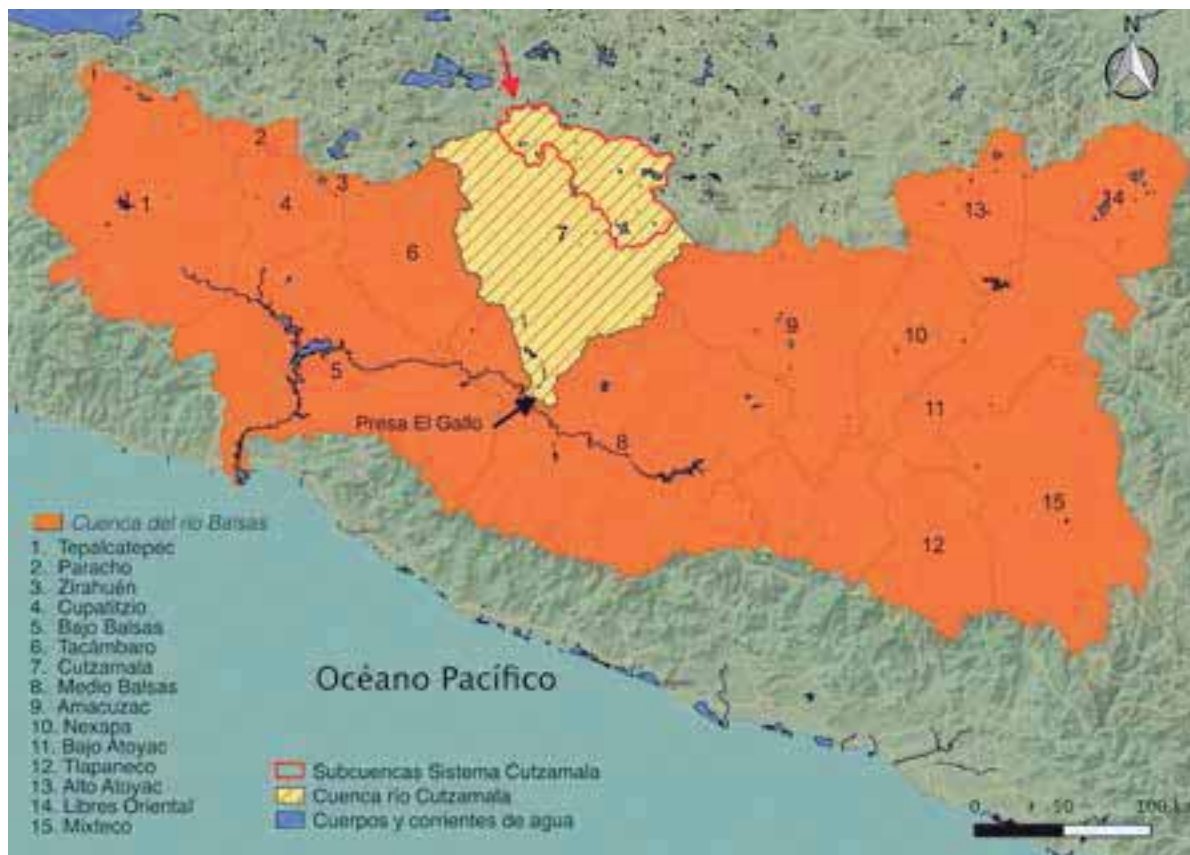 N
1
2
3
4
5
6
7
8
9
10
11
12
13
14
15
Presa El Gallo
Océano Pacífico
Cuenca del río Balsas
1. Tepalcatepec
2. Paracho
3. Zirahuén
4. Cupatitzio
5. Bajo Balsas
6. Tacámbaro
7. Cutzamala
8. Medio Balsas
9. Amacuzac
10. Nexapa
11. Bajo Atoyac
12. Tlapaneco
13. Alto Atoyac
14. Libres Oriental
15. Mixteco
Subcuencas Sistema Cutzamala
Cuenca río Cutzamala
Cuerpos y corrientes de agua
0 50 100 k